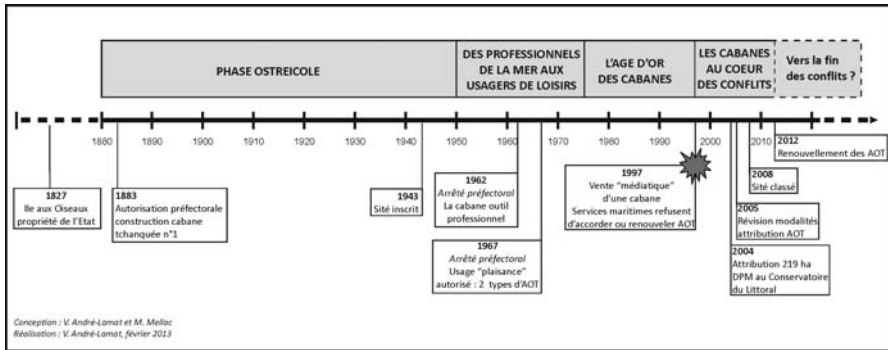 PHASE OSTREICOLE
DES PROFESSIONNELS
DE LA MER AUX
USAGERS DE LOISIRS
L'AGE D'OR
DES CABANES
LES CABANES
AU COEUR
DES CONFLITS
Vers la fin
des conflits ?
1880
1890
1900
1910
1920
1930
1940
1950
1960
1970
1980
1990
2000
2010
1827
Ile aux Oiseaux
propriété de l'Etat
1883
Autorisation préfectorale
construction cabane
tchanquée n°1
1943
Sité inscrit
1962
Arrêté préfectoral
La cabane outil
professionnel
1967
Arrêté préfectoral
Usage "plaisance"
autorisé : 2 types d'AOT
1997
Vente "médiatique"
d'une cabane
Services maritimes refusent
d'accorder ou renouveler AOT
2012
Renouvellement des AOT
2008
Sité classé
2005
Révision modalités
attribution AOT
2004
Attribution 219 ha
DPM au Conservatoire
du Littoral
Conception : V. André-Lamat et M. Mellac
Réalisation : V. André-Lamat, février 2013